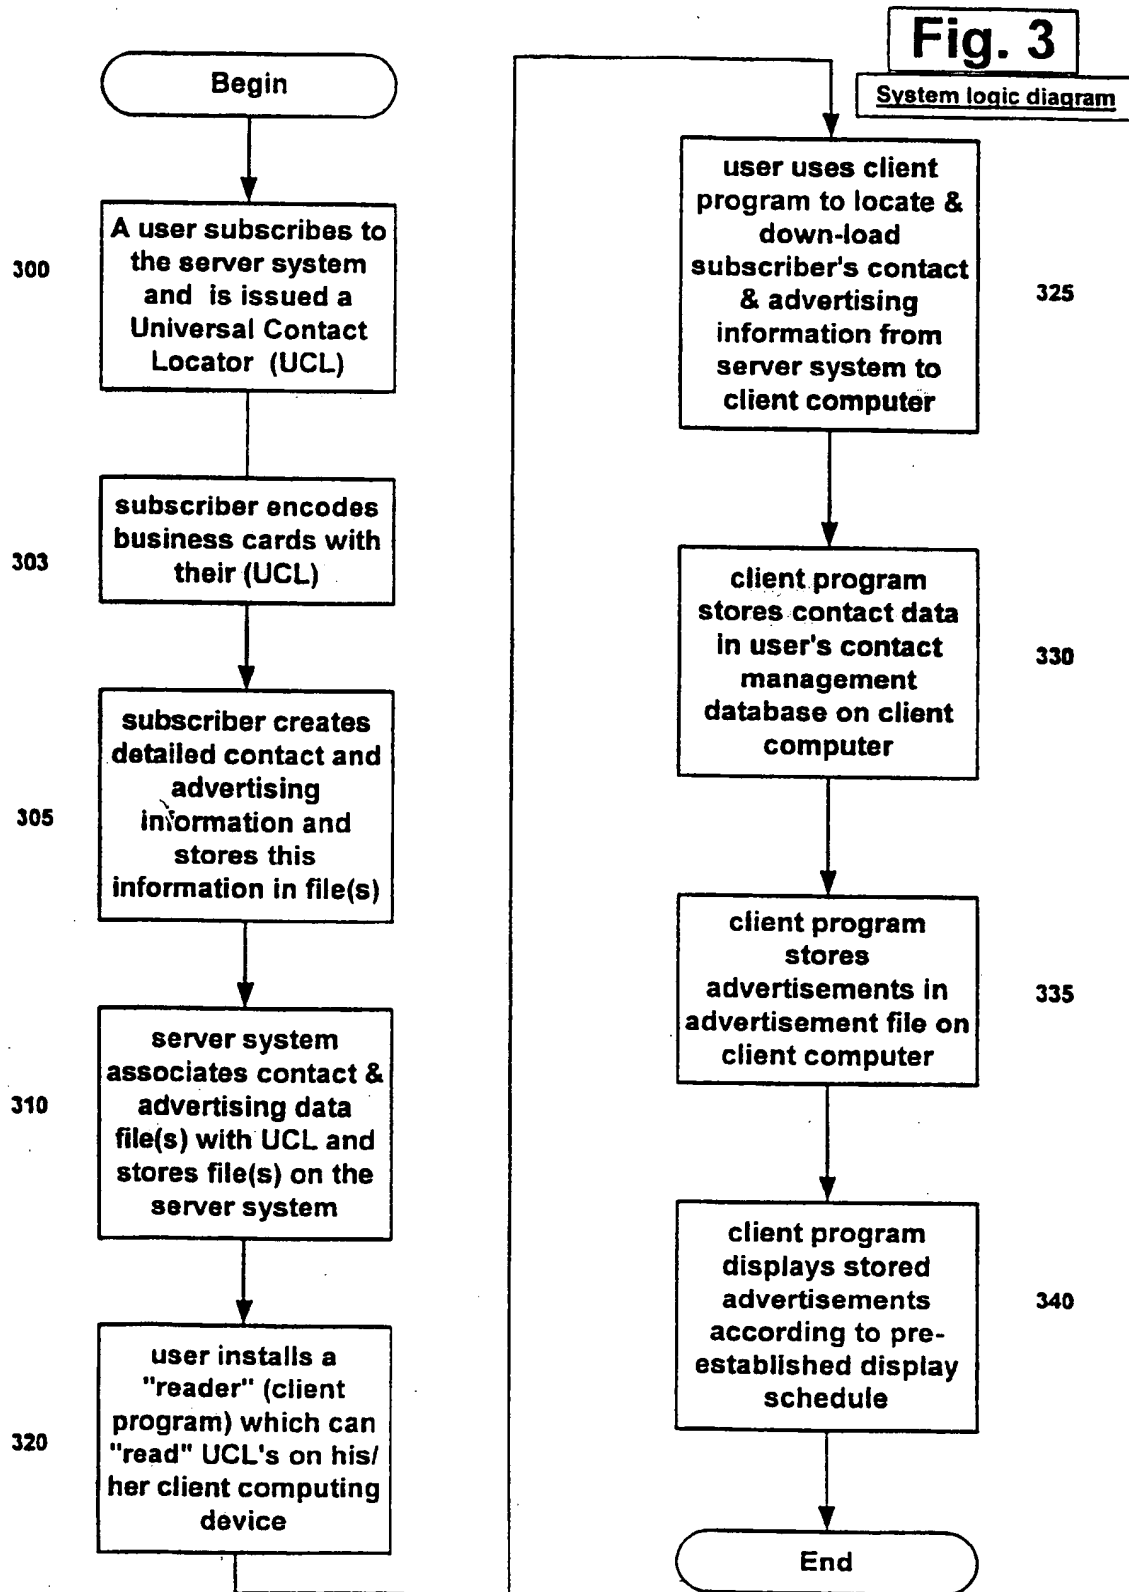 Fig. 3
System logic diagram
Begin
300
A user subscribes to
the server system
and is issued a
Universal Contact
Locator (UCL)
303
subscriber encodes
business cards with
their (UCL)
305
subscriber creates
detailed contact and
advertising
information and
stores this
information in file(s)
310
server system
associates contact &
advertising data
file(s) with UCL and
stores file(s) on the
server system
320
user installs a
"reader" (client
program) which can
"read" UCL's on his/
her client computing
device
user uses client
program to locate &
down-load
subscriber's contact
& advertising
information from
server system to
client computer
325
client program
stores contact data
in user's contact
management
database on client
computer
330
client program
stores
advertisements in
advertisement file on
client computer
335
client program
displays stored
advertisements
according to pre-
established display
schedule
340
End